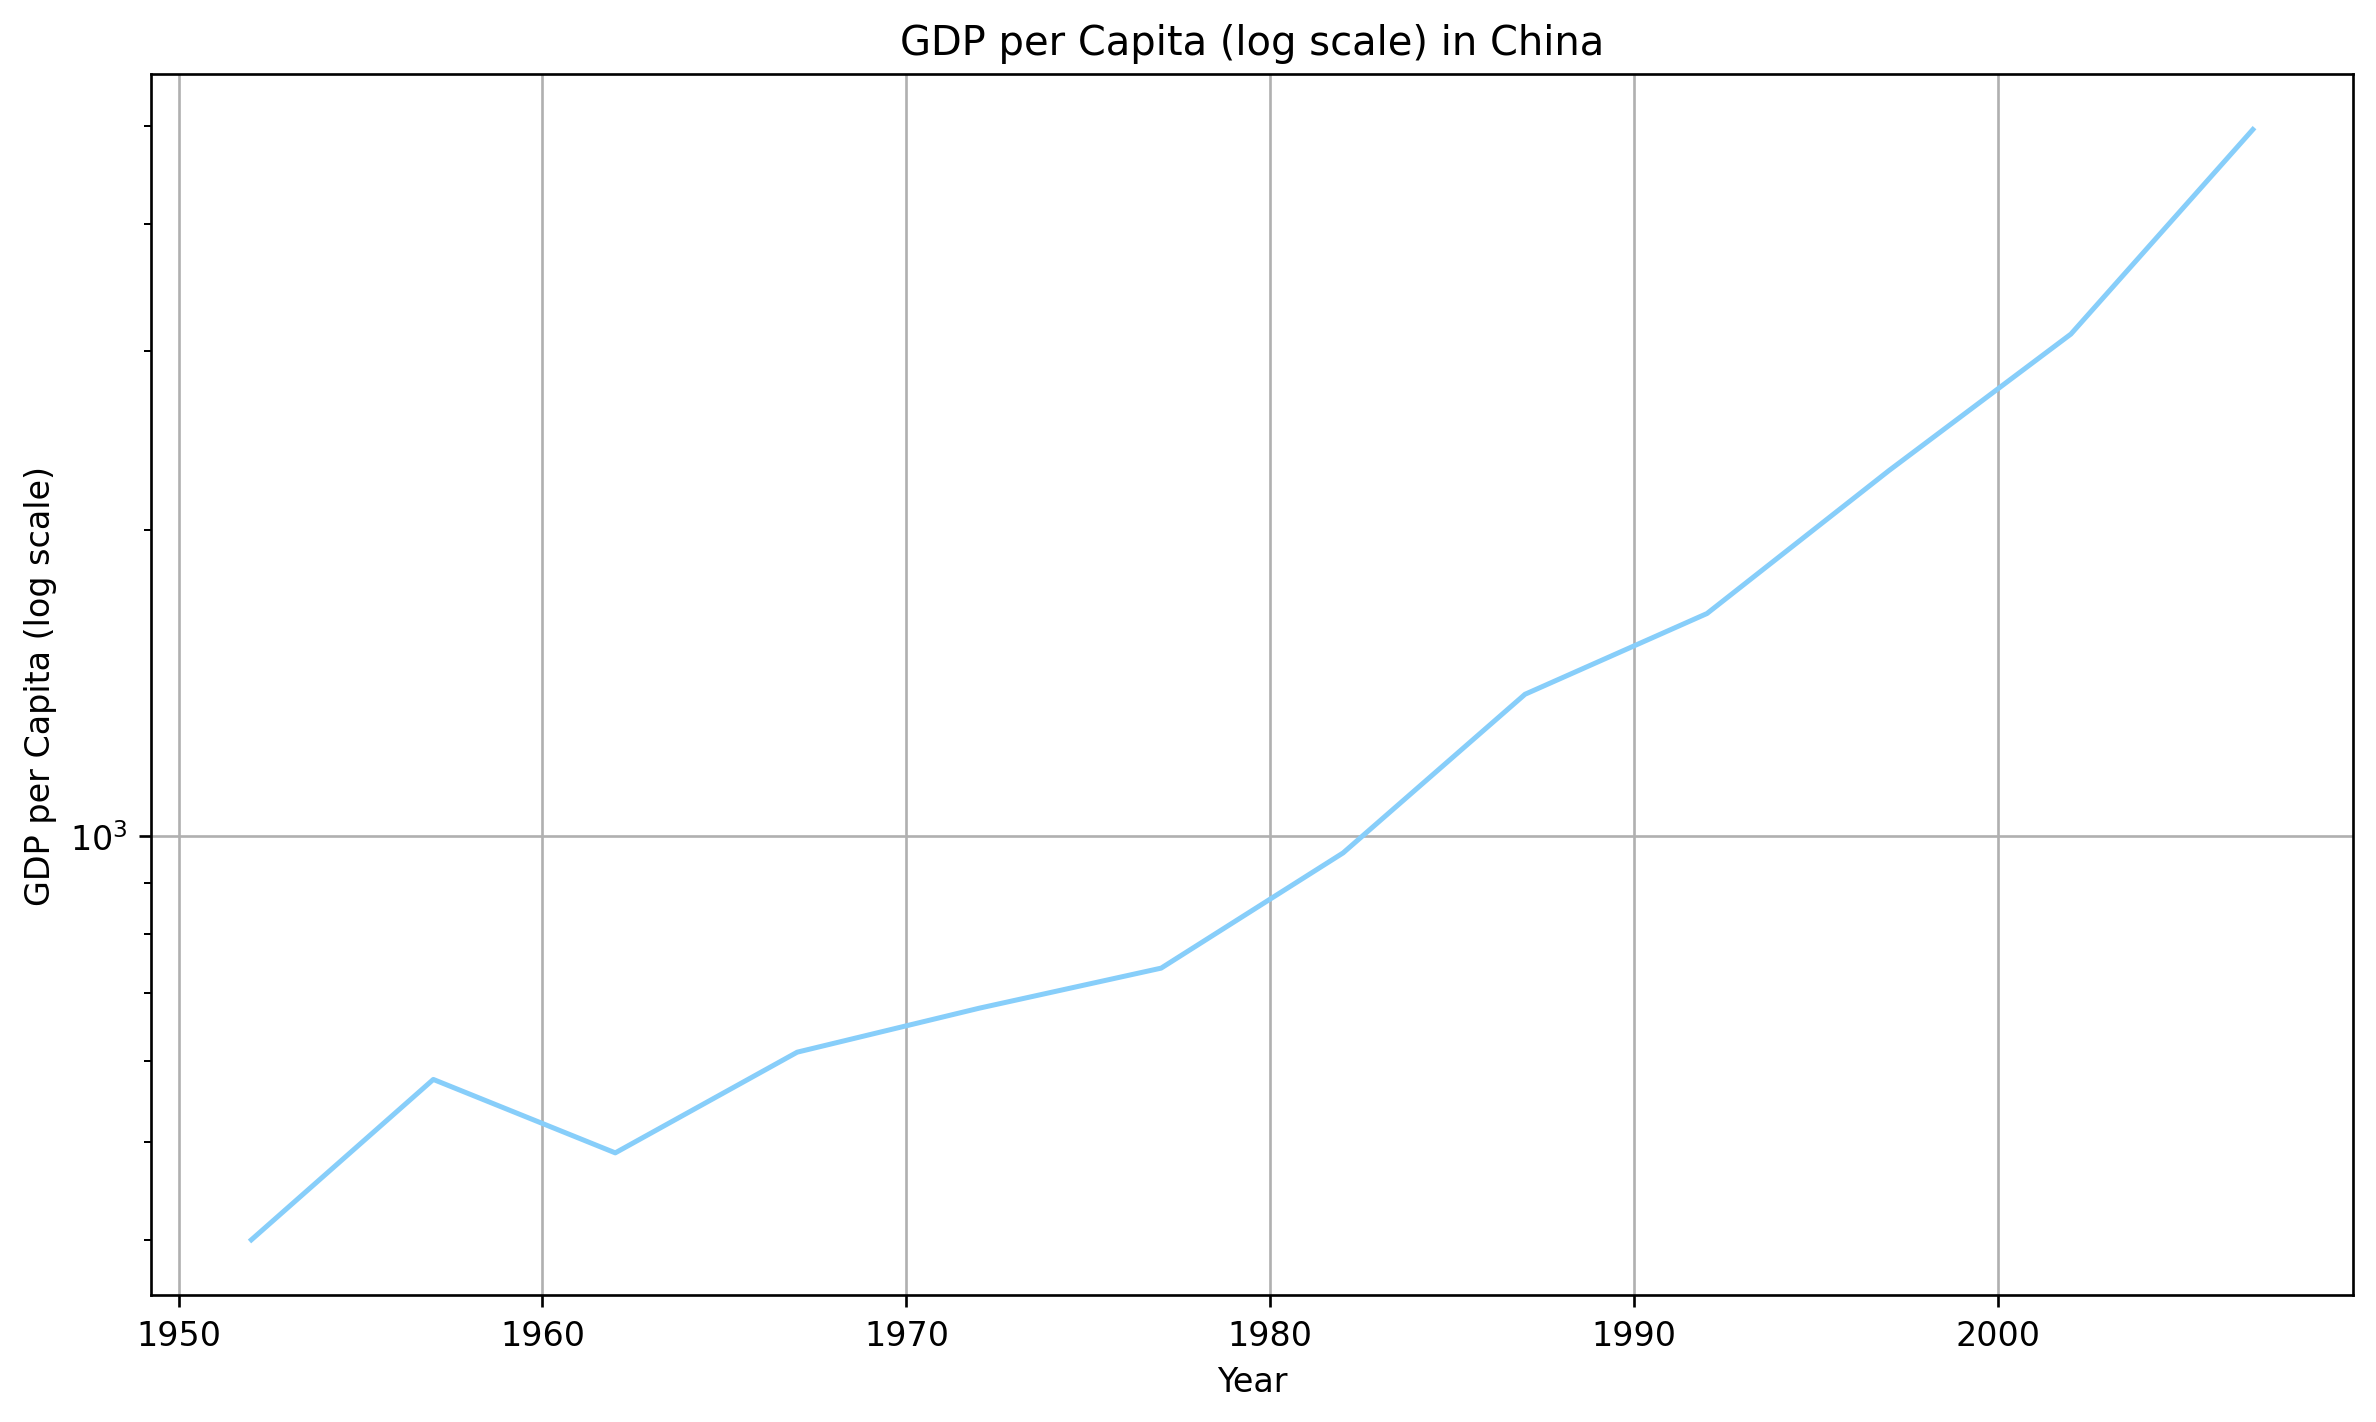 GDP per Capita (log scale) in China
GDP per Capita (log scale)
10³
1950 1960 1970 1980 1990 2000
Year